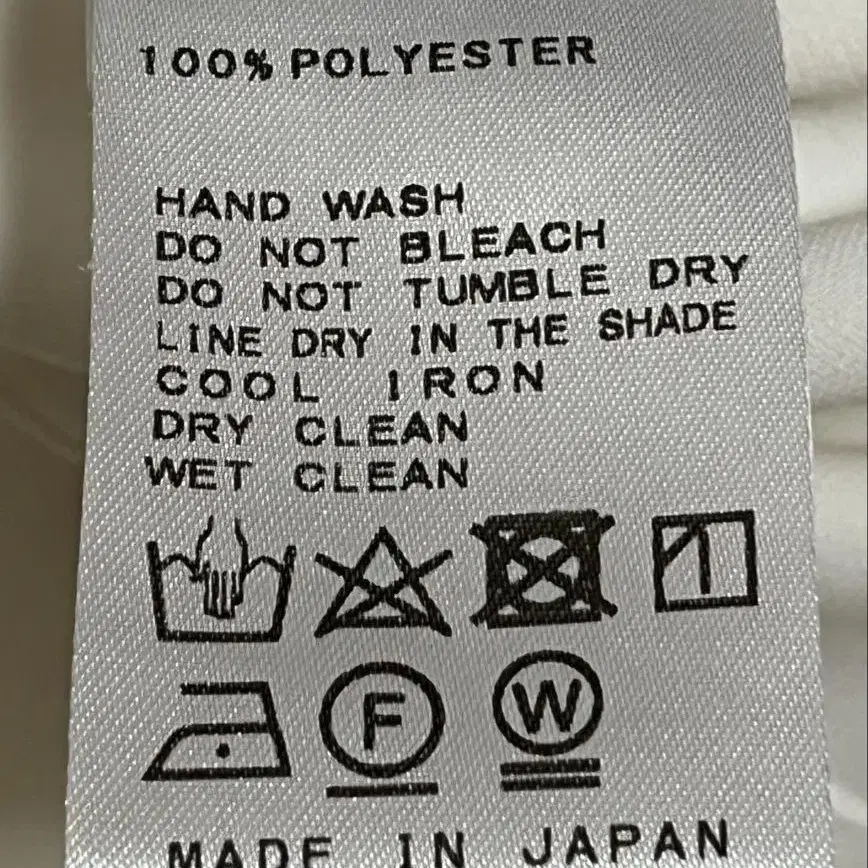 100% POLYESTER
HAND WASH
DO NOT BLEACH
DO NOT TUMBLE DRY
LINE DRY IN THE SHADE
COOL IRON
DRY CLEAN
WET CLEAN
F W
MADE IN JAPAN